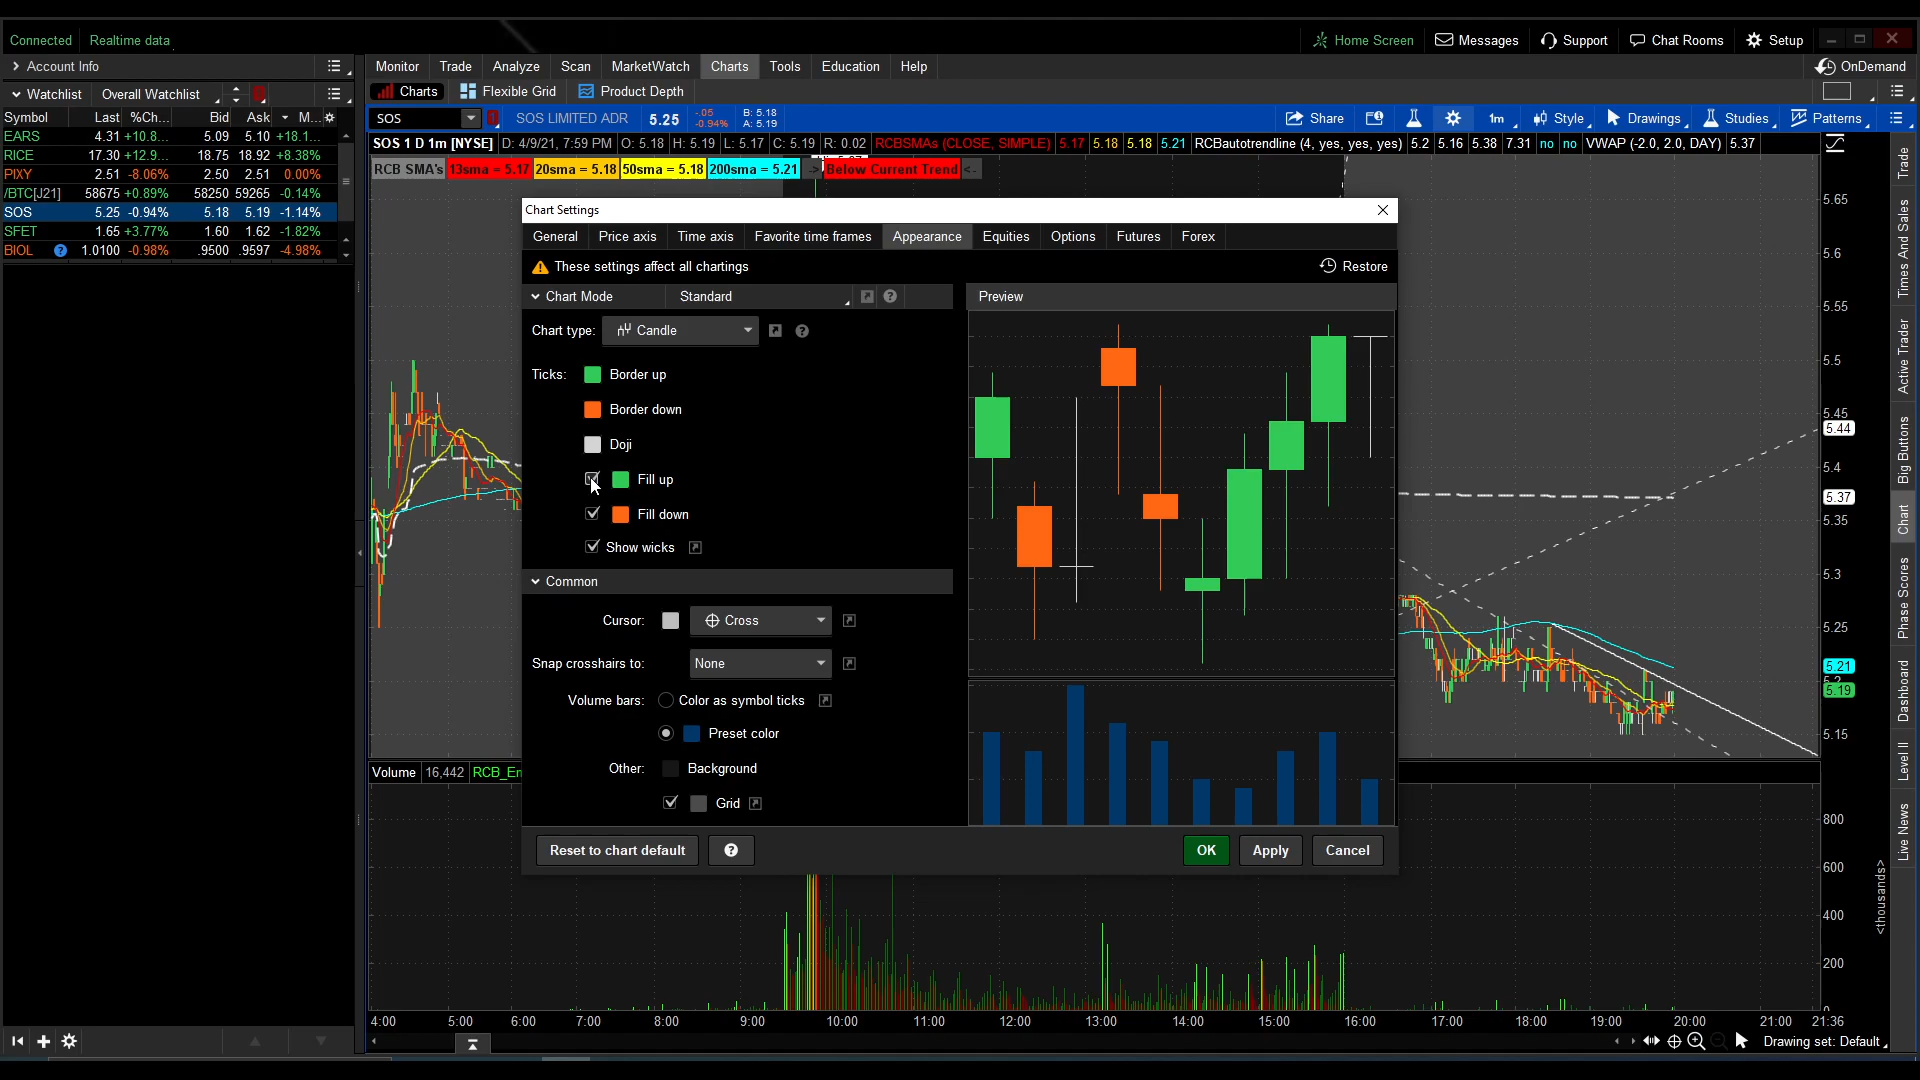 Connected Realtime data Home Screen Messages Support Chat Rooms Setup
Account Info Monitor Trade Analyze Scan MarketWatch Charts Tools Education Help OnDemand
Watchlist Overall Watchlist Charts Flexible Grid Product Depth
Symbol Last %Ch... Bid Ask M...
SOS SOS LIMITED ADR 5.25 -.05 -0.94% B: 5.18 A: 5.19 Share 1m Style Drawings Studies Patterns
EARS 4.31 +10.8... 5.09 5.10 +18.1...
RICE 17.30 +12.9... 18.75 18.92 +8.38%
PIXY 2.51 -8.06% 2.50 2.51 0.00%
/BTC[J21] 58675 +0.89% 58250 59265 -0.14%
SOS 5.25 -0.94% 5.18 5.19 -1.14%
SFET 1.65 +3.77% 1.60 1.62 -1.82%
BIOL 1.0100 -0.98% .9500 .9597 -4.98%
SOS 1 D 1m [NYSE] D: 4/9/21, 7:59 PM O: 5.18 H: 5.19 L: 5.17 C: 5.19 R: 0.02 RCBSMAs (CLOSE, SIMPLE) 5.17 5.18 5.18 5.21 RCBautotrendline (4, yes, yes, yes) 5.2 5.16 5.38 7.31 no no VWAP (-2.0, 2.0, DAY) 5.37
RCB SMA's 13sma = 5.17 20sma = 5.18 50sma = 5.18 200sma = 5.21 -> Below Current Trend <-
Chart Settings
General Price axis Time axis Favorite time frames Appearance Equities Options Futures Forex
These settings affect all chartings Restore
Chart Mode Standard Preview
Chart type: Candle
Ticks: Border up
Border down
Doji
Fill up
Fill down
Show wicks
Common
Cursor: Cross
Snap crosshairs to: None
Volume bars: Color as symbol ticks
Preset color
Other: Background
Grid
Reset to chart default OK Apply Cancel
5.65
5.6
5.55
5.5
5.45
5.44
5.4
5.37
5.35
5.3
5.25
5.21
5.2
5.19
5.15
Volume 16,442
800
600
400
200
0
<thousands>
4:00 5:00 6:00 7:00 8:00 9:00 10:00 11:00 12:00 13:00 14:00 15:00 16:00 17:00 18:00 19:00 20:00 21:00 21:36
Drawing set: Default
Trade
Times And Sales
Active Trader
Big Buttons
Chart
Phase Scores
Dashboard
Level II
Live News